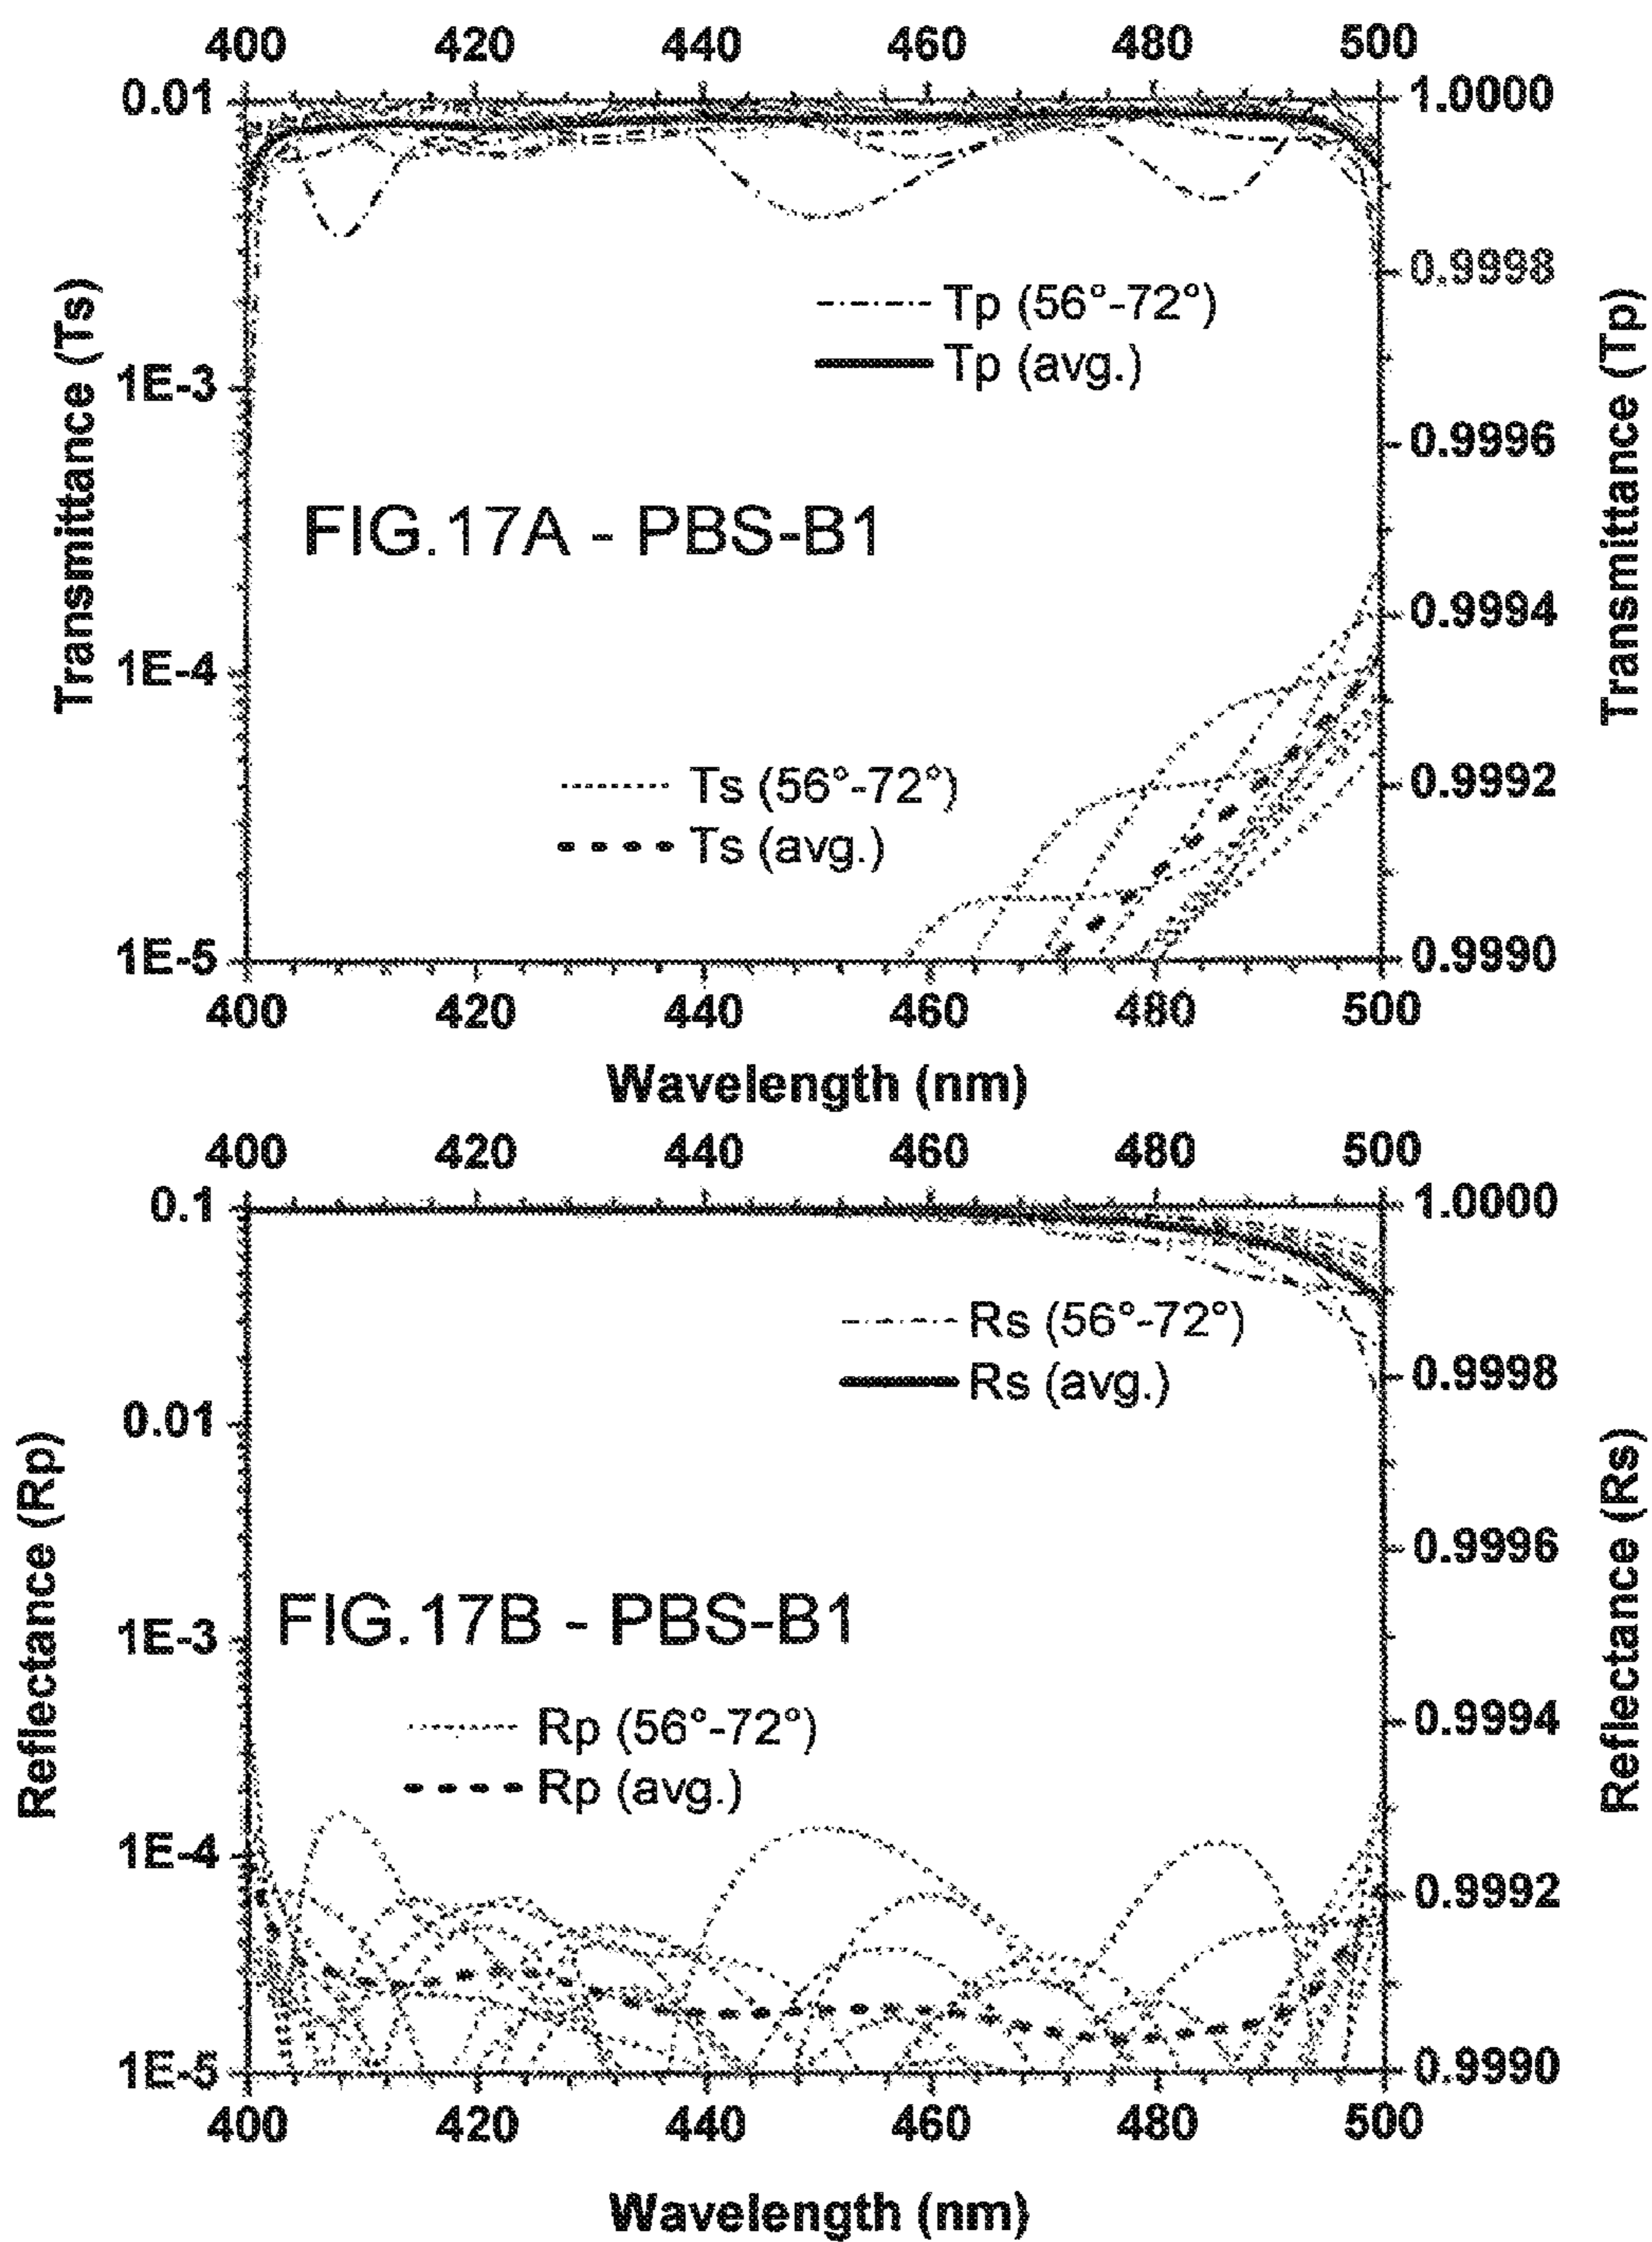 400 420 440 460 480 500
0.01 1.0000
0.9998
Tp (56°-72°)
Tp (avg.)
1E-3
0.9996
FIG.17A - PBS-B1
0.9994
1E-4
Ts (56°-72°)
0.9992
Ts (avg.)
1E-5 0.9990
Transmittance (Ts)
Transmittance (Tp)
400 420 440 460 480 500
Wavelength (nm)
400 420 440 460 480 500
0.1 1.0000
Rs (56°-72°)
Rs (avg.)
0.9998
0.01
0.9996
FIG.17B - PBS-B1
1E-3
Rp (56°-72°)
0.9994
Rp (avg.)
1E-4
0.9992
1E-5 0.9990
Reflectance (Rp)
Reflectance (Rs)
400 420 440 460 480 500
Wavelength (nm)